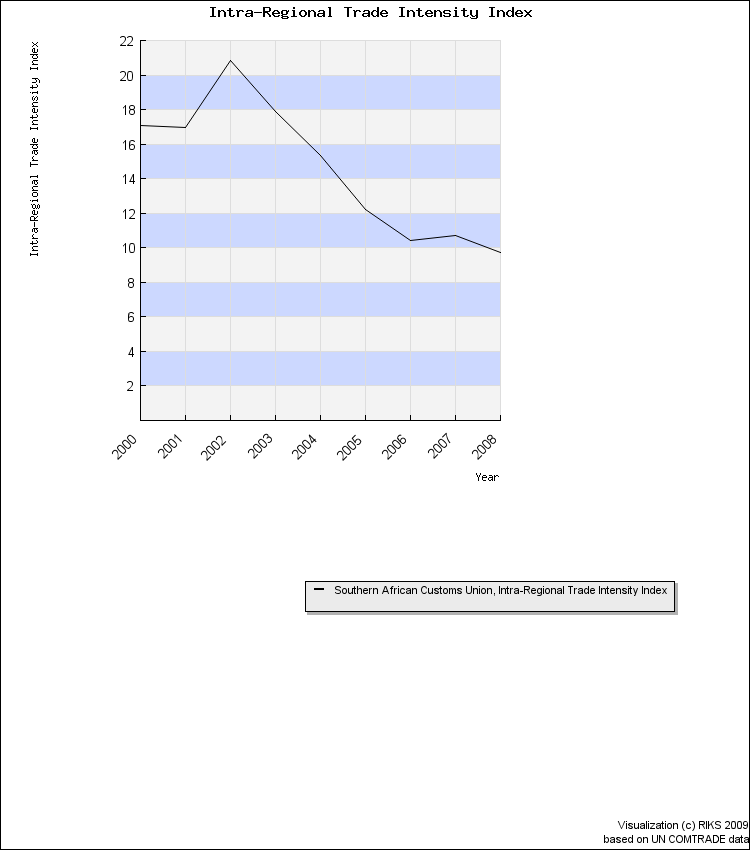 Intra-Regional Trade Intensity Index
Intra-Regional Trade Intensity Index
22
20
18
16
14
12
10
8
6
4
2
2000 2001 2002 2003 2004 2005 2006 2007 2008
Year
Southern African Customs Union, Intra-Regional Trade Intensity Index
Visualization (c) RIKS 2009
based on UN COMTRADE data